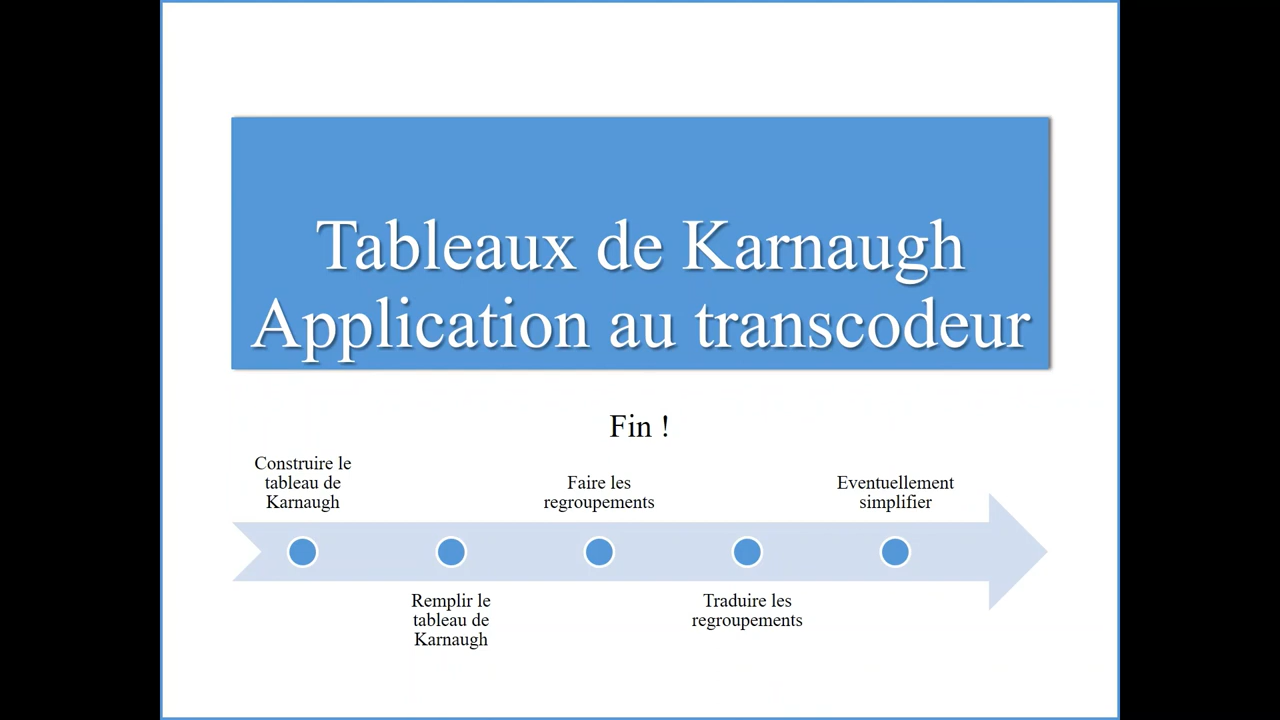 Tableaux de Karnaugh
Application au transcodeur
Fin !
Construire le
tableau de
Karnaugh
Remplir le
tableau de
Karnaugh
Faire les
regroupements
Traduire les
regroupements
Eventuellement
simplifier